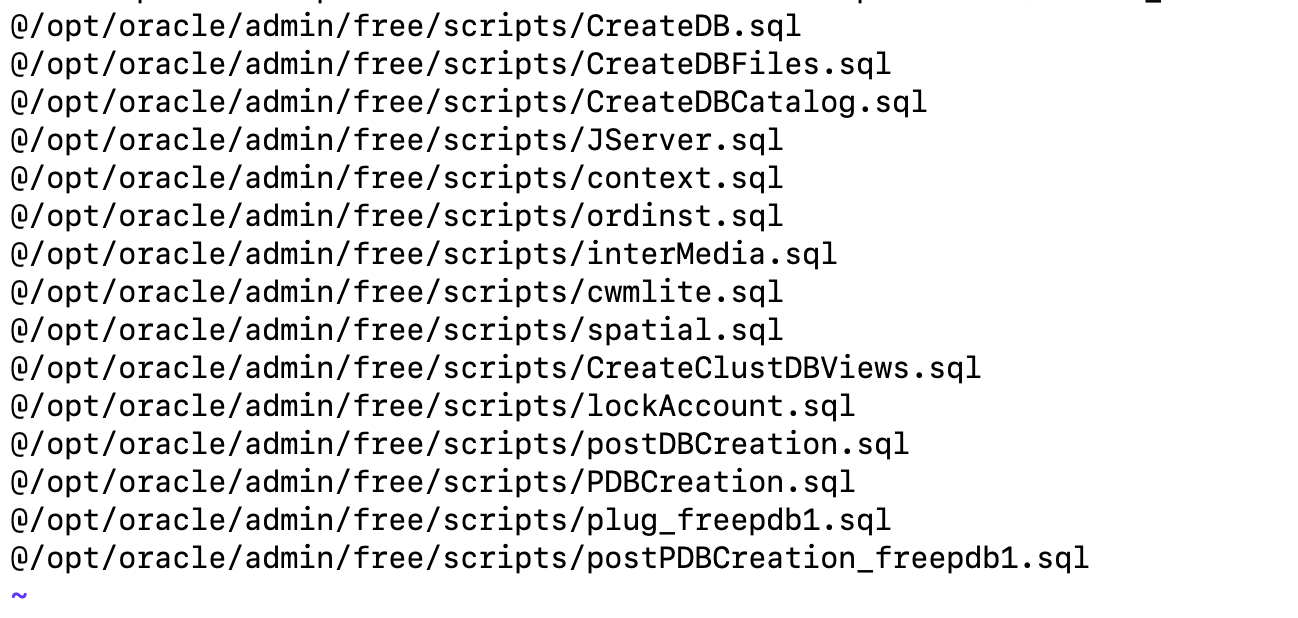 @/opt/oracle/admin/free/scripts/CreateDB.sql
@/opt/oracle/admin/free/scripts/CreateDBFiles.sql
@/opt/oracle/admin/free/scripts/CreateDBCatalog.sql
@/opt/oracle/admin/free/scripts/JServer.sql
@/opt/oracle/admin/free/scripts/context.sql
@/opt/oracle/admin/free/scripts/ordinst.sql
@/opt/oracle/admin/free/scripts/interMedia.sql
@/opt/oracle/admin/free/scripts/cwmlite.sql
@/opt/oracle/admin/free/scripts/spatial.sql
@/opt/oracle/admin/free/scripts/CreateClustDBViews.sql
@/opt/oracle/admin/free/scripts/lockAccount.sql
@/opt/oracle/admin/free/scripts/postDBCreation.sql
@/opt/oracle/admin/free/scripts/PDBCreation.sql
@/opt/oracle/admin/free/scripts/plug_freepdb1.sql
@/opt/oracle/admin/free/scripts/postPDBCreation_freepdb1.sql
~